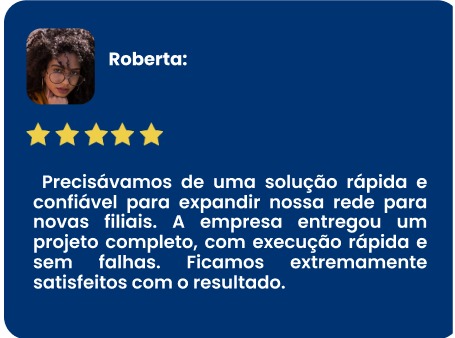 Roberta:
Precisávamos de uma solução rápida e
confiável para expandir nossa rede para
novas filiais. A empresa entregou um
projeto completo, com execução rápida e
sem falhas. Ficamos extremamente
satisfeitos com o resultado.